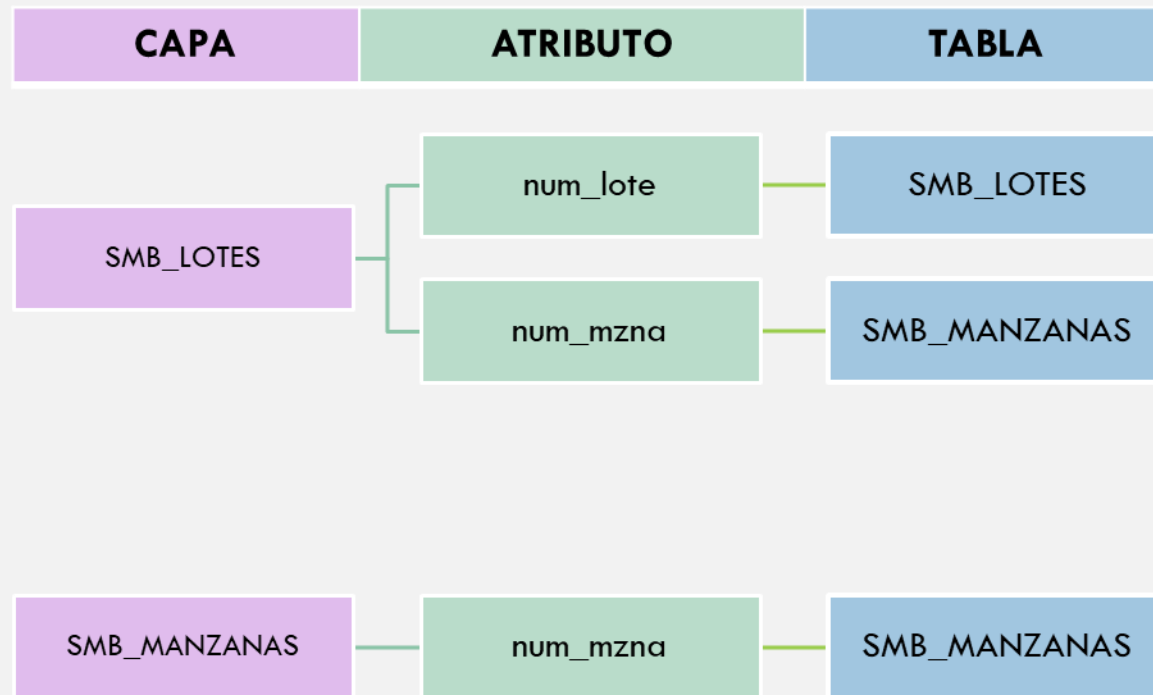 CAPA
ATRIBUTO
TABLA
SMB_LOTES
num_lote
SMB_LOTES
num_mzna
SMB_MANZANAS
SMB_MANZANAS
num_mzna
SMB_MANZANAS